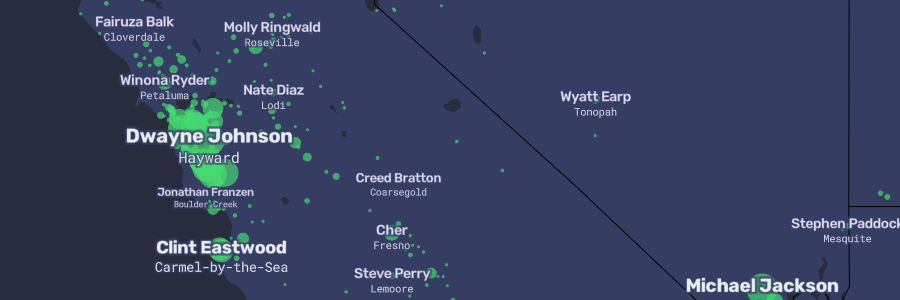 Fairuza Balk
Cloverdale
Molly Ringwald
Roseville
Winona Ryder
Petaluma
Nate Diaz
Lodi
Wyatt Earp
Tonopah
Dwayne Johnson
Hayward
Creed Bratton
Coarsegold
Jonathan Franzen
Boulder Creek
Cher
Fresno
Stephen Paddock
Mesquite
Clint Eastwood
Carmel-by-the-Sea
Steve Perry
Lemoore
Michael Jackson